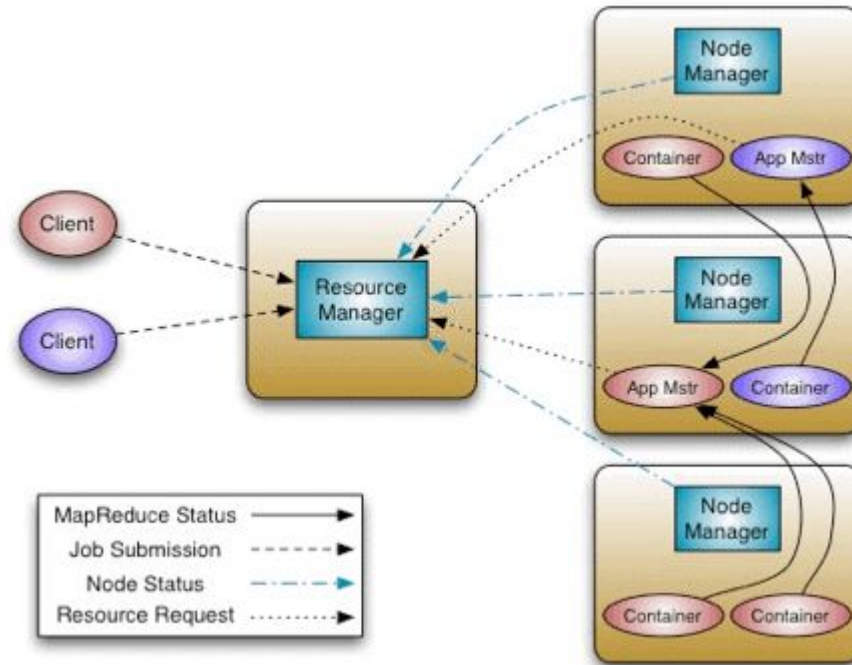 Client
Client
Resource
Manager
Node
Manager
Container
App Mstr
Node
Manager
App Mstr
Container
Node
Manager
Container
Container
MapReduce Status
Job Submission
Node Status
Resource Request